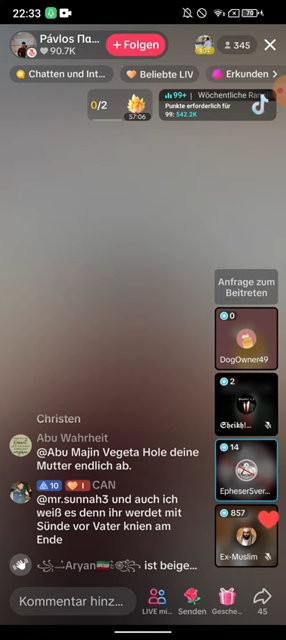 22:33
70
Pávlos Πα...
90.7K
+ Folgen
345
Chatten und Int...
Beliebte LIV
Erkunden
0/2
57:06
99+ | Wöchentliche Ran
Punkte erforderlich für
99: 542.2K
Anfrage zum
Beitreten
0
DogOwner49
2
𝕾𝖍𝖊𝖎𝖐𝖍!...
14
Epheser5ver...
857
Ex-Muslim
Christen
Abu Wahrheit
@Abu Majin Vegeta Hole deine
Mutter endlich ab.
10 1 CAN
@mr.sunnah3 und auch ich
weiß es denn ihr werdet mit
Sünde vor Vater knien am
Ende
Aryan ist beige...
Kommentar hinz...
LIVE mi...
Senden
Gesche...
45